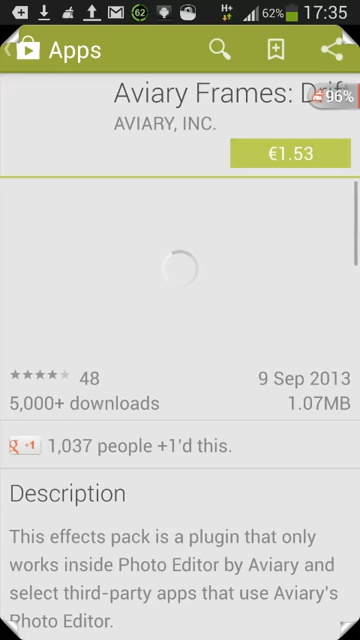 62
H+
62%
17:35
Apps
Aviary Frames: Drift
96%
AVIARY, INC.
€1.53
48
9 Sep 2013
5,000+ downloads
1.07MB
g +1
1,037 people +1'd this.
Description
This effects pack is a plugin that only
works inside Photo Editor by Aviary and
select third-party apps that use Aviary's
Photo Editor.